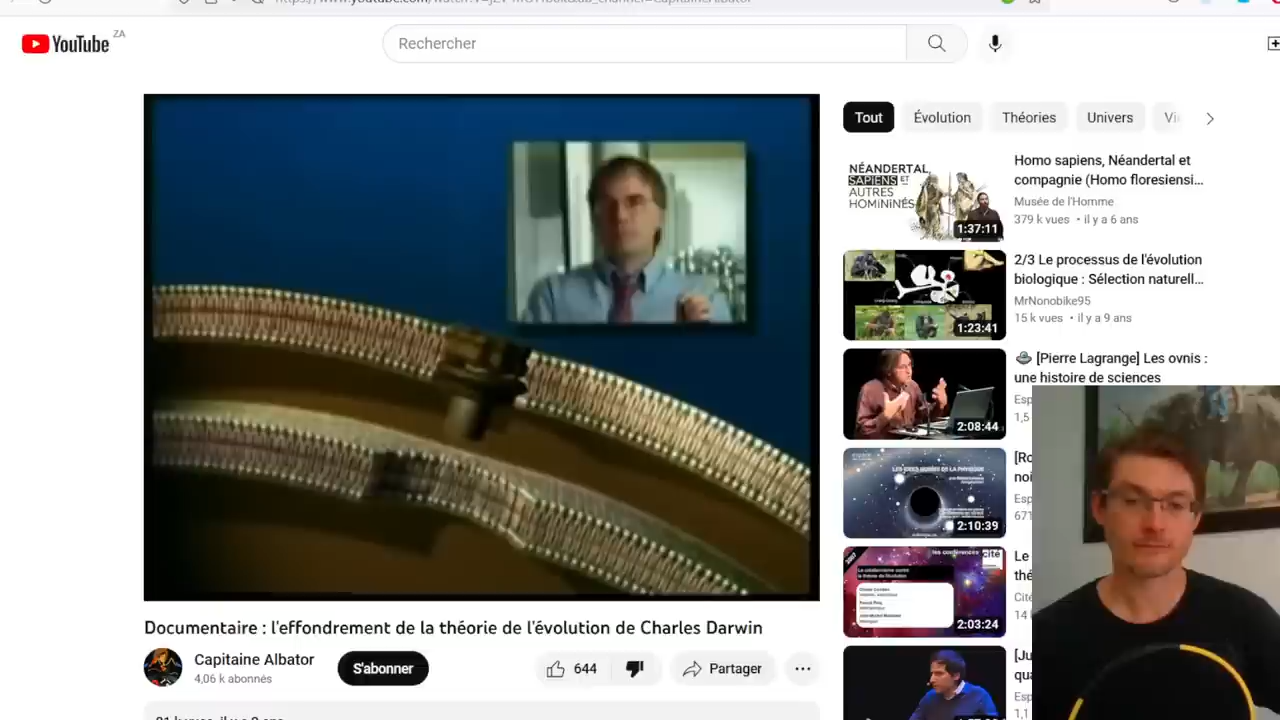 YouTube ZA
Rechercher
Tout
Évolution
Théories
Univers
NÉANDERTAL,
SAPIENS ET
AUTRES
HOMININÉS
1:37:11
Homo sapiens, Néandertal et
compagnie (Homo floresiensi...
Musée de l'Homme
379 k vues • il y a 6 ans
1:23:41
2/3 Le processus de l'évolution
biologique : Sélection naturell...
MrNonobike95
15 k vues • il y a 9 ans
2:08:44
[Pierre Lagrange] Les ovnis :
une histoire de sciences
Esp
1,5
2:10:39
[Ro
noi
Esp
671
les conférences cité
2:03:24
Le
thé
Cité
14 k
[Ju
qua
Esp
1,1
Documentaire : l'effondrement de la théorie de l'évolution de Charles Darwin
Capitaine Albator
4,06 k abonnés
S'abonner
644
Partager